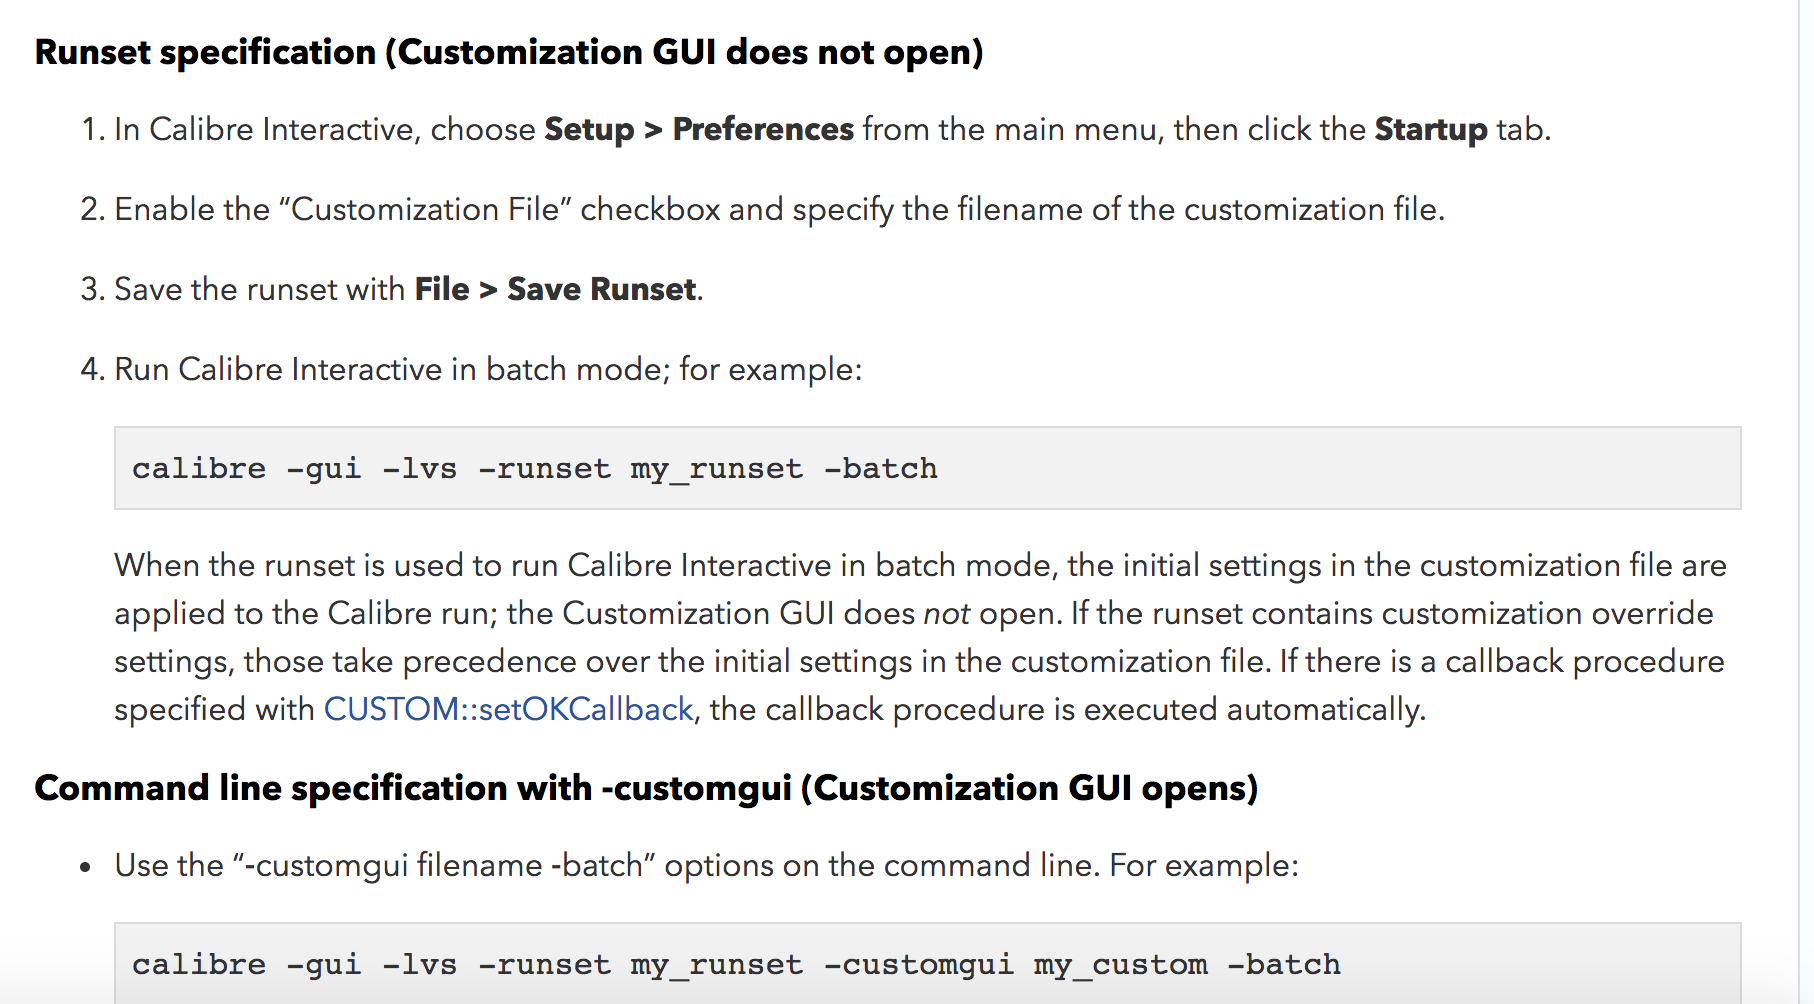 Runset specification (Customization GUI does not open)
1. In Calibre Interactive, choose Setup > Preferences from the main menu, then click the Startup tab.
2. Enable the “Customization File” checkbox and specify the filename of the customization file.
3. Save the runset with File > Save Runset.
4. Run Calibre Interactive in batch mode; for example:
calibre -gui -lvs -runset my_runset -batch
When the runset is used to run Calibre Interactive in batch mode, the initial settings in the customization file are
applied to the Calibre run; the Customization GUI does not open. If the runset contains customization override
settings, those take precedence over the initial settings in the customization file. If there is a callback procedure
specified with CUSTOM::setOKCallback, the callback procedure is executed automatically.
Command line specification with -customgui (Customization GUI opens)
• Use the “-customgui filename -batch” options on the command line. For example:
calibre -gui -lvs -runset my_runset -customgui my_custom -batch